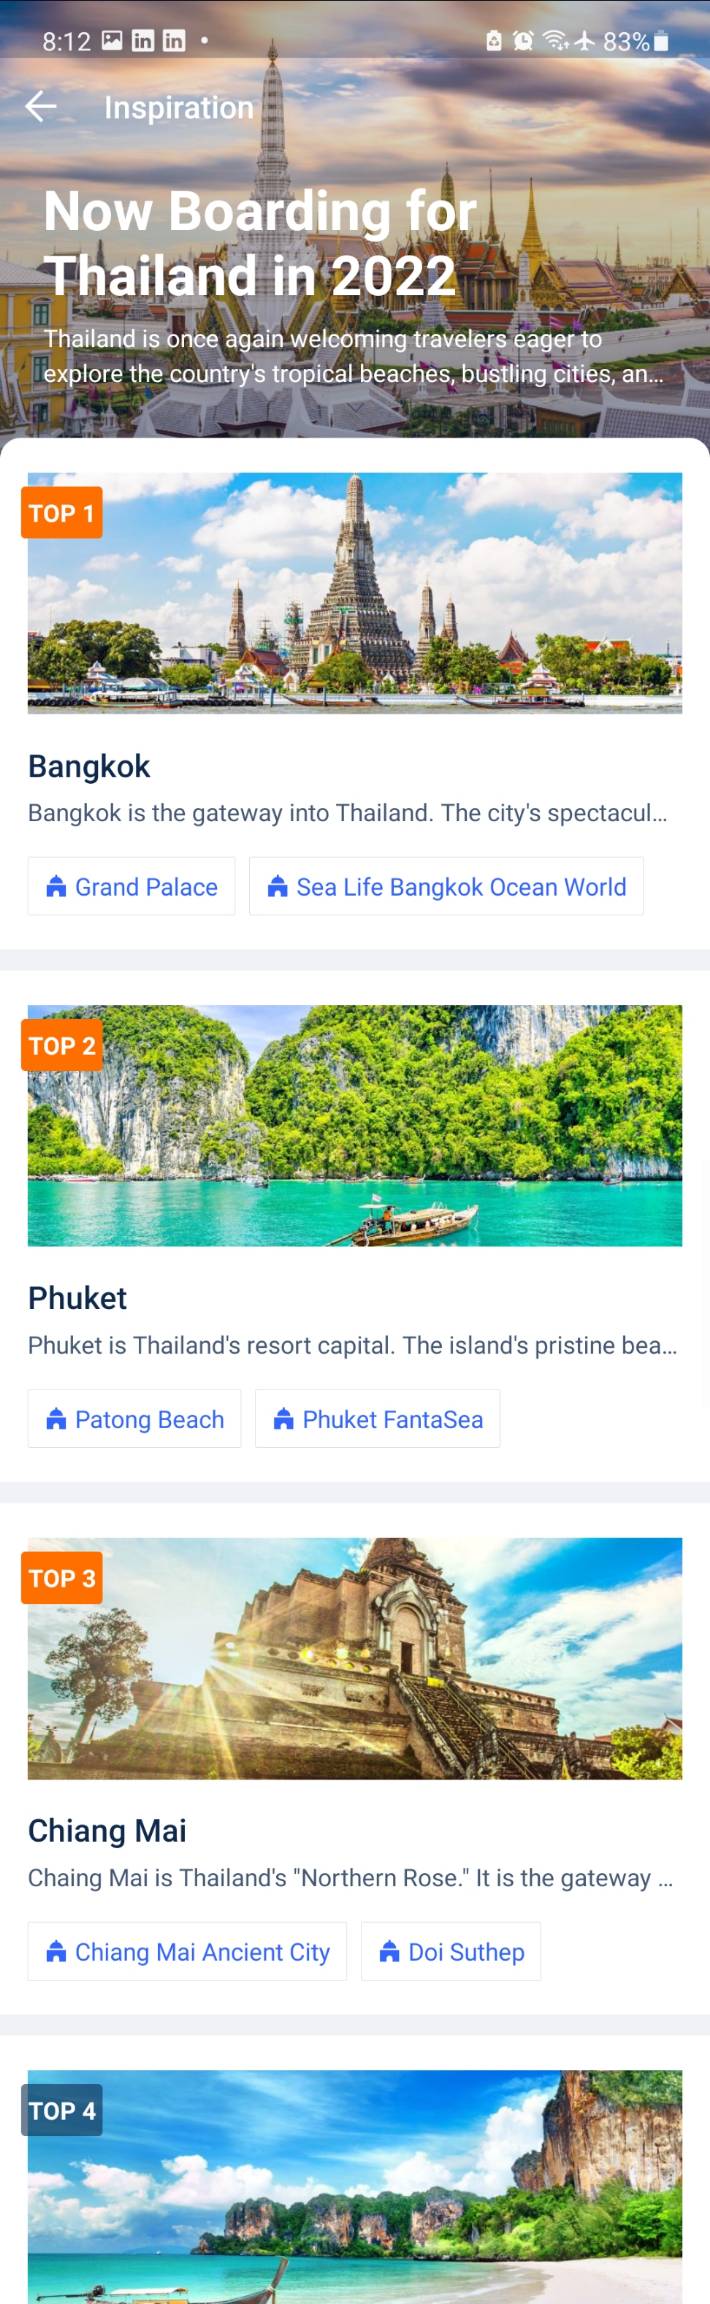 8:12
83%
Inspiration
Now Boarding for
Thailand in 2022
Thailand is once again welcoming travelers eager to
explore the country's tropical beaches, bustling cities, an...
TOP 1
Bangkok
Bangkok is the gateway into Thailand. The city's spectacul...
Grand Palace
Sea Life Bangkok Ocean World
TOP 2
Phuket
Phuket is Thailand's resort capital. The island's pristine bea...
Patong Beach
Phuket FantaSea
TOP 3
Chiang Mai
Chaing Mai is Thailand's "Northern Rose." It is the gateway ...
Chiang Mai Ancient City
Doi Suthep
TOP 4